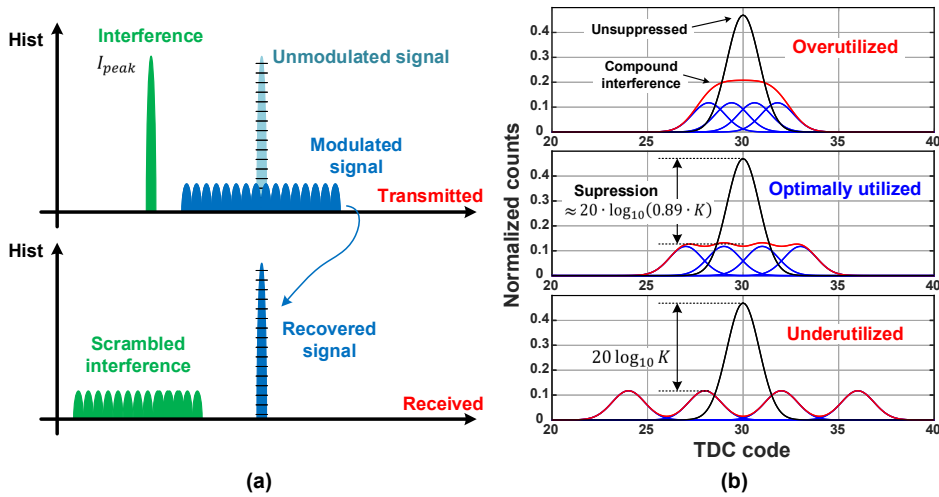 Hist
Interference
I_peak
Unmodulated signal
Modulated
signal
Transmitted
Hist
Scrambled
interference
Recovered
signal
Received
(a)
Normalized counts
0.4
0.3
0.2
0.1
0
Unsuppressed
Compound
interference
Overutilized
20 25 30 35 40
0.4
0.3
0.2
0.1
0
Supression
≈20 · log₁₀(0.89 · K)
Optimally utilized
20 25 30 35 40
0.4
0.3
0.2
0.1
0
20 log₁₀ K
Underutilized
20 25 30 35 40
TDC code
(b)